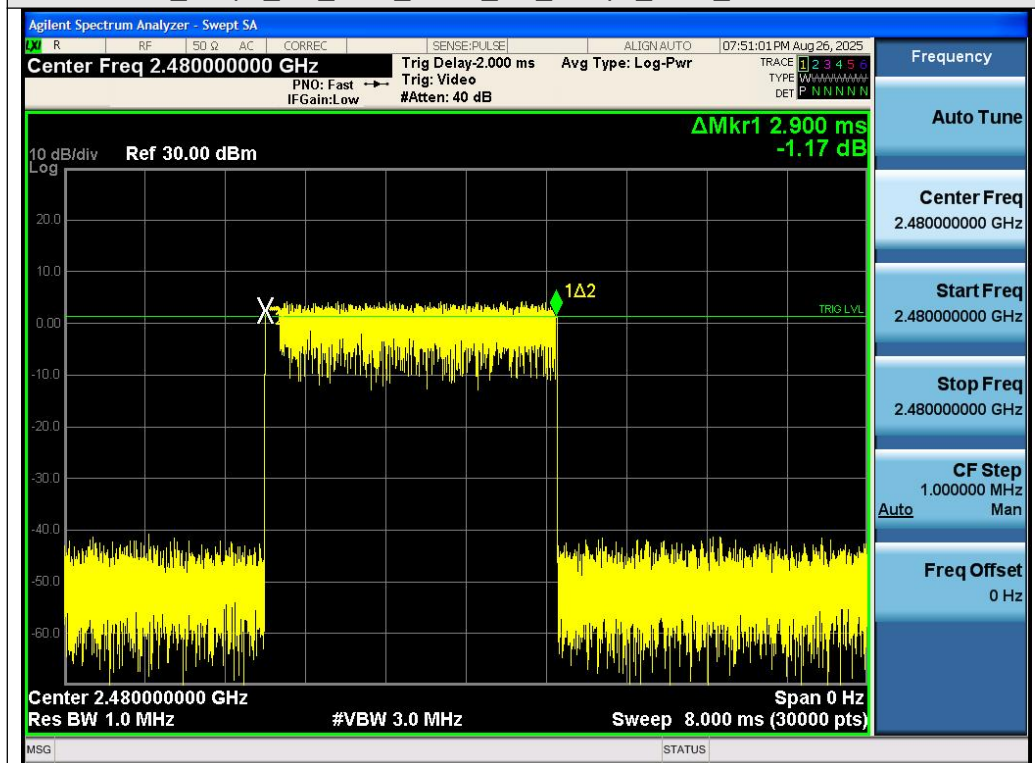 Agilent Spectrum Analyzer - Swept SA
LXI R RF 50 Ω AC CORREC SENSE:PULSE ALIGN AUTO 07:51:01 PM Aug 26, 2025
Center Freq 2.480000000 GHz Trig Delay-2.000 ms Avg Type: Log-Pwr TRACE 1 2 3 4 5 6
PNO: Fast Trig: Video TYPE WWWWWW
IFGain:Low #Atten: 40 dB DET P N N N N N
ΔMkr1 2.900 ms
-1.17 dB
10 dB/div Ref 30.00 dBm
Log
20.0
10.0
1Δ2
TRIG LVL
0.00
-10.0
-20.0
-30.0
-40.0
-50.0
-60.0
Center 2.480000000 GHz Span 0 Hz
Res BW 1.0 MHz #VBW 3.0 MHz Sweep 8.000 ms (30000 pts)
MSG STATUS
Frequency
Auto Tune
Center Freq
2.480000000 GHz
Start Freq
2.480000000 GHz
Stop Freq
2.480000000 GHz
CF Step
1.000000 MHz
Auto Man
Freq Offset
0 Hz